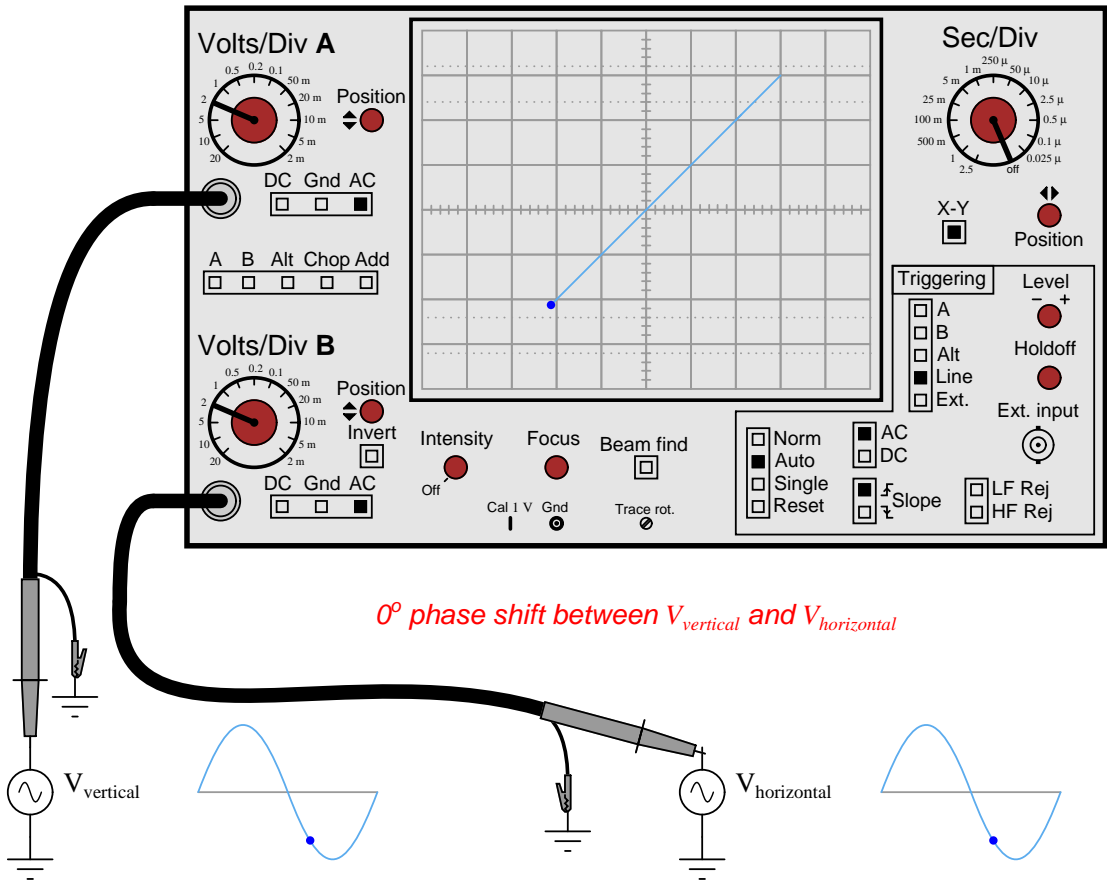 Volts/Div A
20 10 5 2 1 0.5 0.2 0.1 50 m 20 m 10 m 5 m 2 m
Position
DC Gnd AC
A B Alt Chop Add
Volts/Div B
20 10 5 2 1 0.5 0.2 0.1 50 m 20 m 10 m 5 m 2 m
Position
Invert
DC Gnd AC
Intensity
Off
Focus
Beam find
Cal 1 V Gnd Trace rot.
Sec/Div
2.5 1 500 m 100 m 25 m 5 m 1 m 250 µ 50 µ 10 µ 2.5 µ 0.5 µ 0.1 µ 0.025 µ off
X-Y
Position
Triggering
A
B
Alt
Line
Ext.
Level
− +
Holdoff
Ext. input
Norm
Auto
Single
Reset
AC
DC
Slope
LF Rej
HF Rej
0° phase shift between Vvertical and Vhorizontal
Vvertical
Vhorizontal